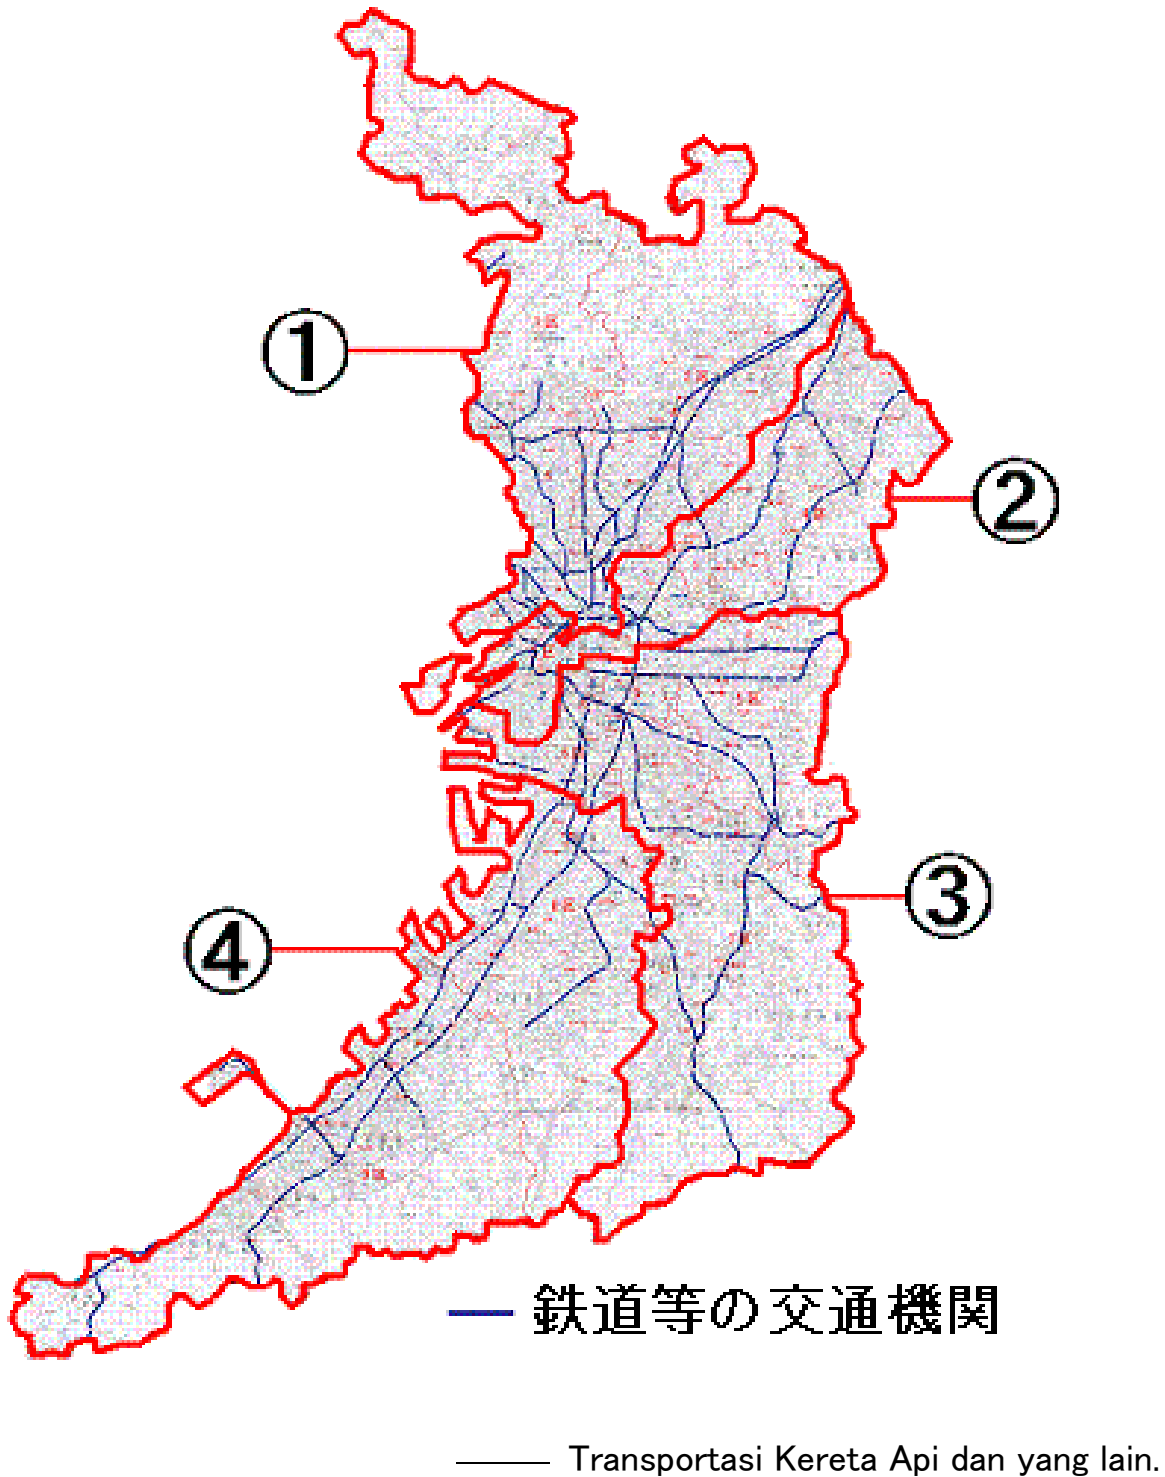 ①
②
③
④
鉄道等の交通機関
Transportasi Kereta Api dan yang lain.